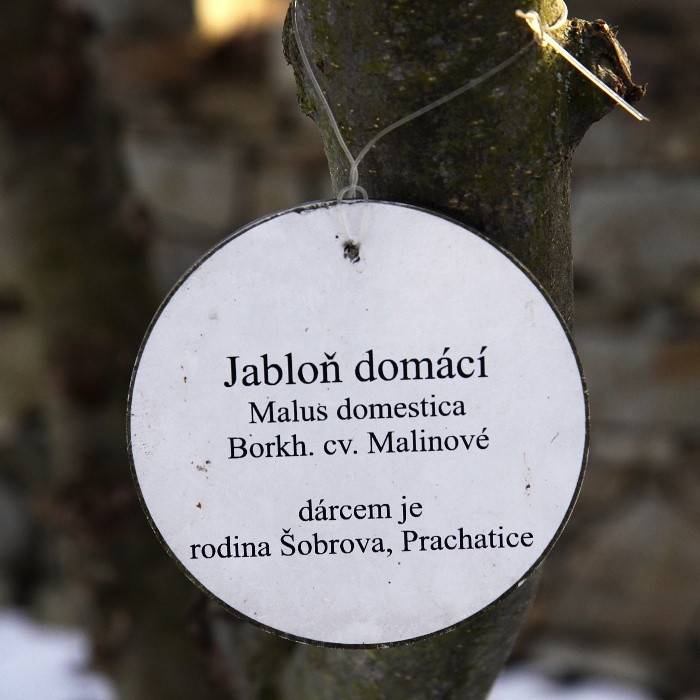 Jabloň domácí
Malus domestica
Borkh. cv. Malinové
dárcem je
rodina Šobrova, Prachatice